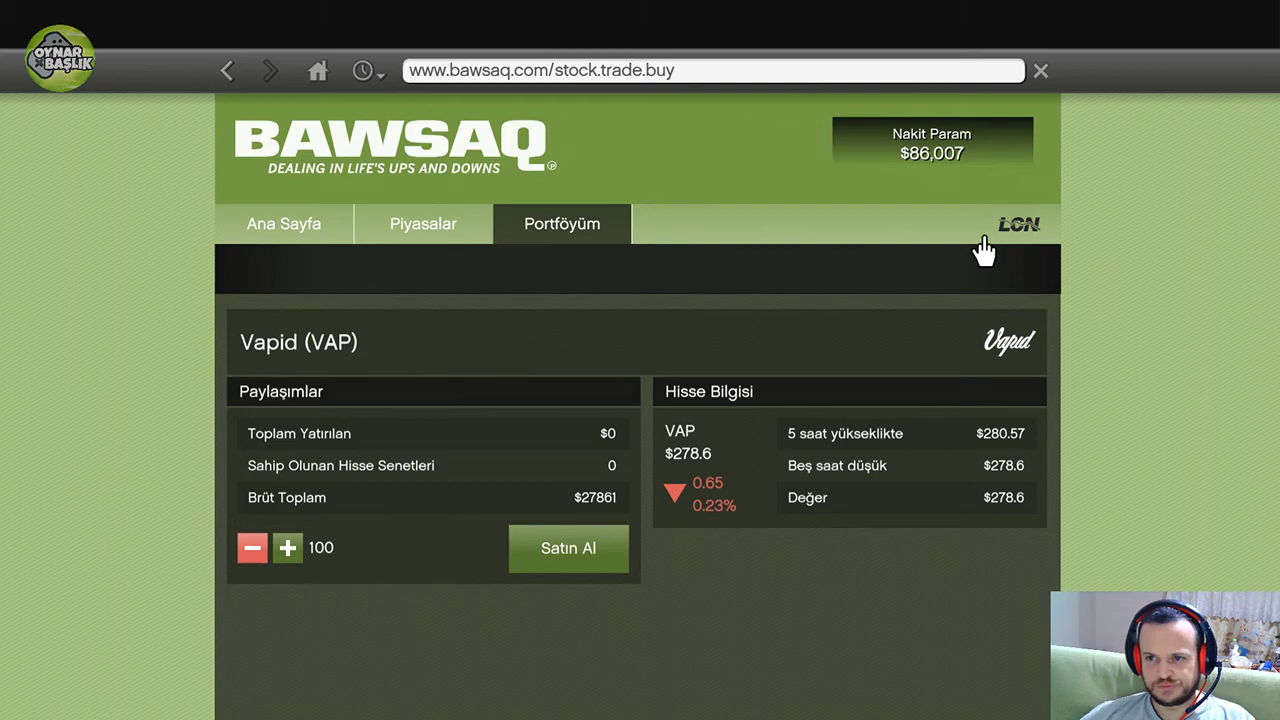 OYNAR
BAŞLIK
www.bawsaq.com/stock.trade.buy
BAWSAQ
DEALING IN LIFE'S UPS AND DOWNS
Nakit Param
$86,007
Ana Sayfa
Piyasalar
Portföyüm
LCN
Vapid (VAP)
Vapid
Paylaşımlar
Toplam Yatırılan $0
Sahip Olunan Hisse Senetleri 0
Brüt Toplam $27861
100
Satın Al
Hisse Bilgisi
VAP
$278.6
0.65
0.23%
5 saat yükseklikte $280.57
Beş saat düşük $278.6
Değer $278.6